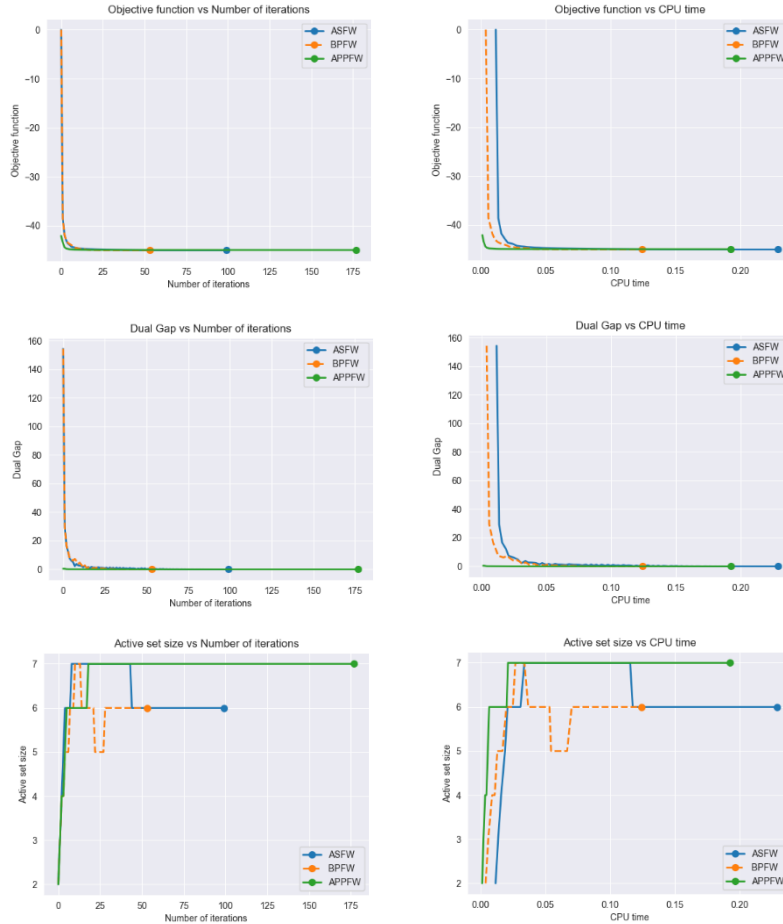 Objective function vs Number of iterations
0
−10
−20
−30
−40
Objective function
0
25
50
75
100
125
150
175
Number of iterations
ASFW
BPFW
APPFW
Objective function vs CPU time
0
−10
−20
−30
−40
Objective function
0.00
0.05
0.10
0.15
0.20
CPU time
ASFW
BPFW
APPFW
Dual Gap vs Number of iterations
160
140
120
100
80
60
40
20
0
Dual Gap
0
25
50
75
100
125
150
175
Number of iterations
ASFW
BPFW
APPFW
Dual Gap vs CPU time
160
140
120
100
80
60
40
20
0
Dual Gap
0.00
0.05
0.10
0.15
0.20
CPU time
ASFW
BPFW
APPFW
Active set size vs Number of iterations
7
6
5
4
3
2
Active set size
0
25
50
75
100
125
150
175
Number of iterations
ASFW
BPFW
APPFW
Active set size vs CPU time
7
6
5
4
3
2
Active set size
0.00
0.05
0.10
0.15
0.20
CPU time
ASFW
BPFW
APPFW